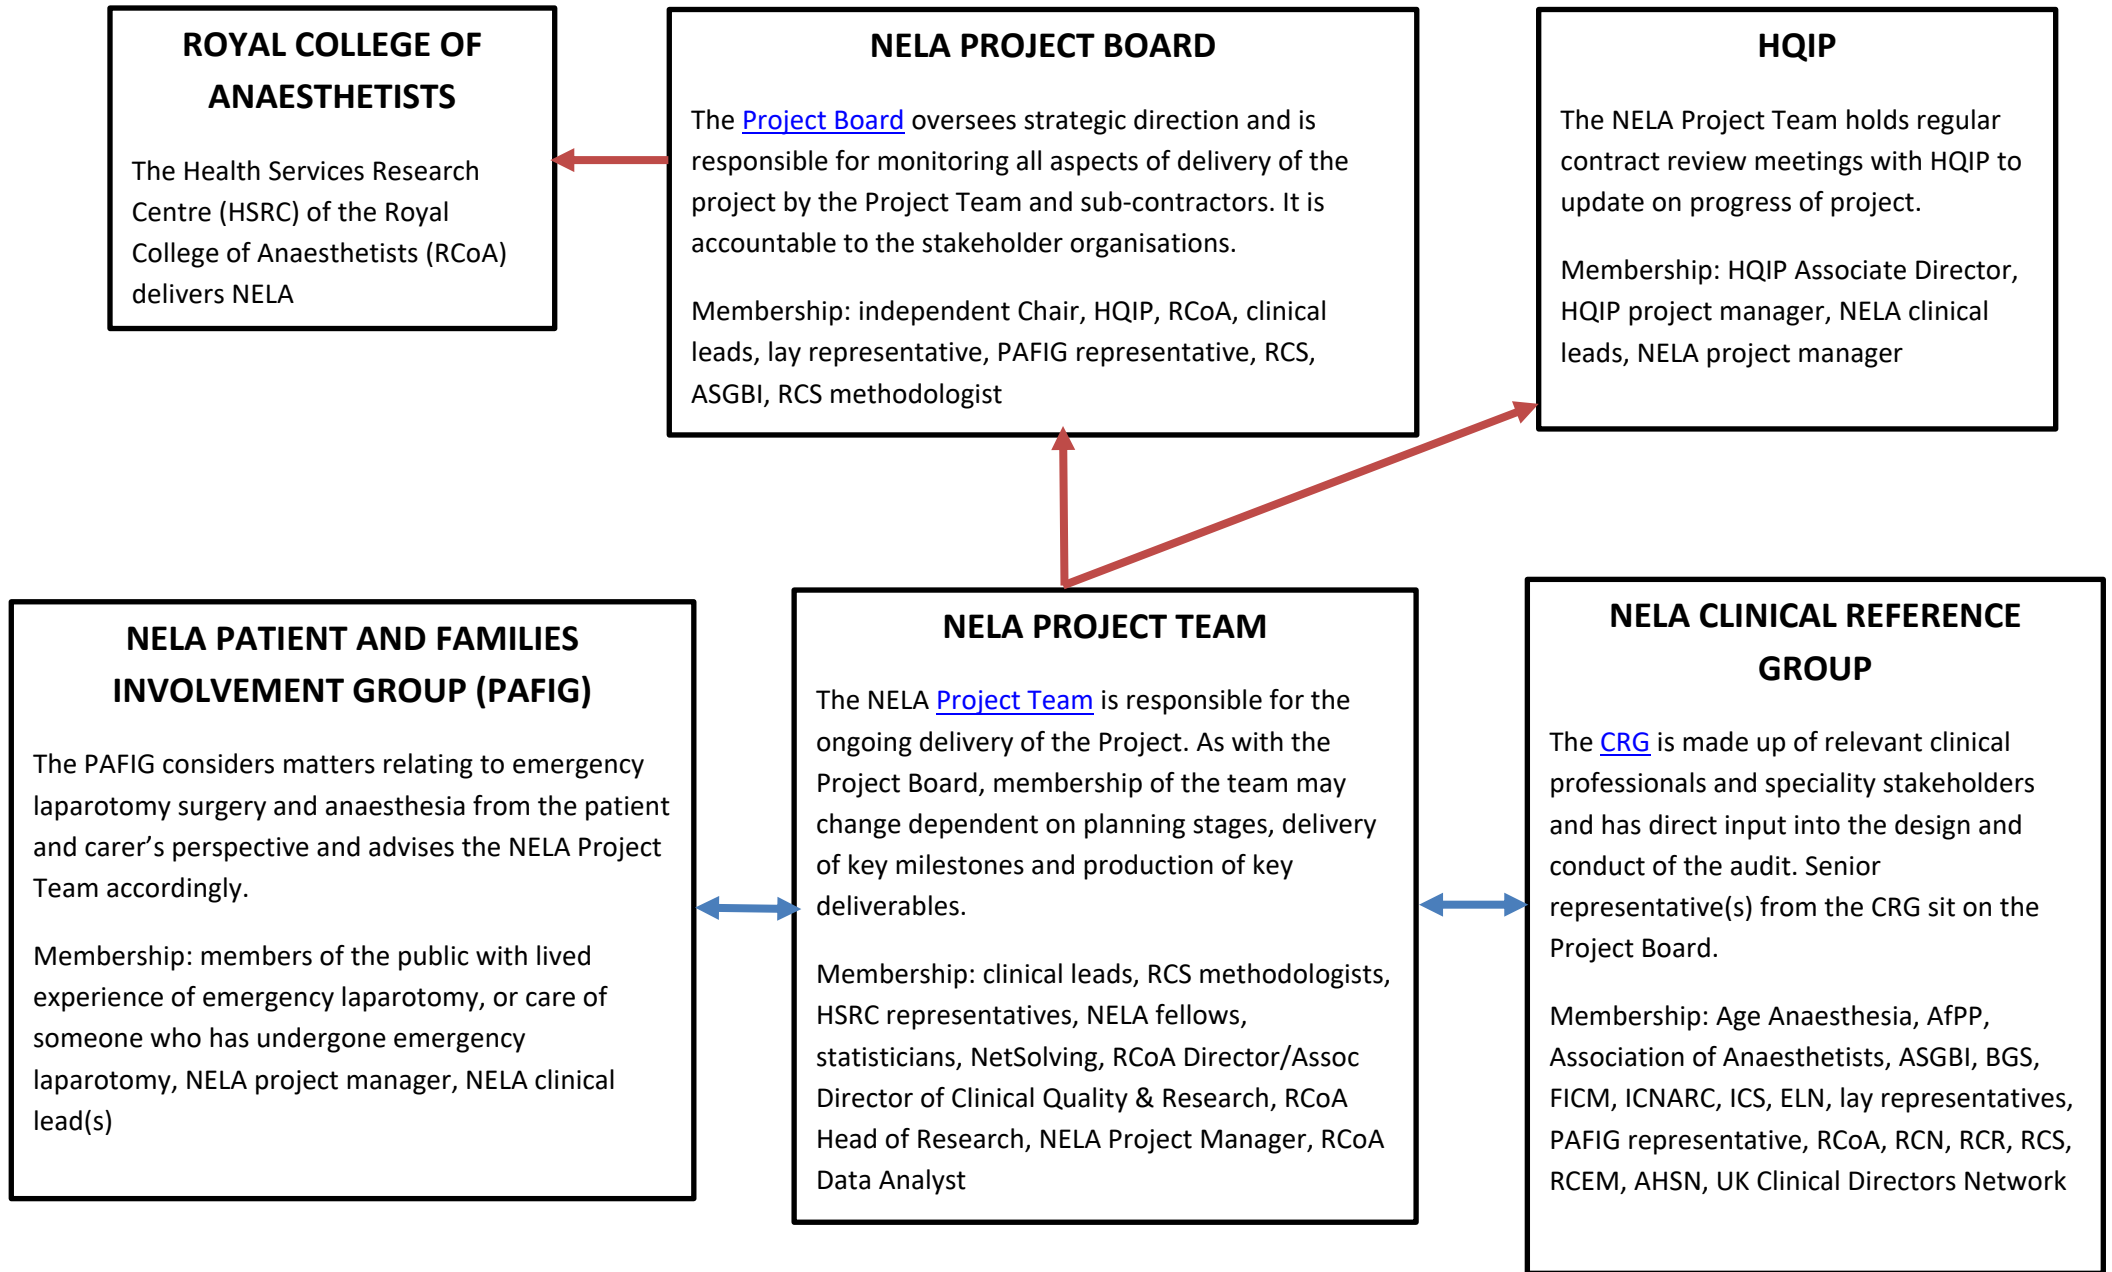 ROYAL COLLEGE OF
ANAESTHETISTS
The Health Services Research
Centre (HSRC) of the Royal
College of Anaesthetists (RCoA)
delivers NELA
NELA PROJECT BOARD
The Project Board oversees strategic direction and is
responsible for monitoring all aspects of delivery of the
project by the Project Team and sub-contractors. It is
accountable to the stakeholder organisations.
Membership: independent Chair, HQIP, RCoA, clinical
leads, lay representative, PAFIG representative, RCS,
ASGBI, RCS methodologist
HQIP
The NELA Project Team holds regular
contract review meetings with HQIP to
update on progress of project.
Membership: HQIP Associate Director,
HQIP project manager, NELA clinical
leads, NELA project manager
NELA PATIENT AND FAMILIES
INVOLVEMENT GROUP (PAFIG)
The PAFIG considers matters relating to emergency
laparotomy surgery and anaesthesia from the patient
and carer’s perspective and advises the NELA Project
Team accordingly.
Membership: members of the public with lived
experience of emergency laparotomy, or care of
someone who has undergone emergency
laparotomy, NELA project manager, NELA clinical
lead(s)
NELA PROJECT TEAM
The NELA Project Team is responsible for the
ongoing delivery of the Project. As with the
Project Board, membership of the team may
change dependent on planning stages, delivery
of key milestones and production of key
deliverables.
Membership: clinical leads, RCS methodologists,
HSRC representatives, NELA fellows,
statisticians, NetSolving, RCoA Director/Assoc
Director of Clinical Quality & Research, RCoA
Head of Research, NELA Project Manager, RCoA
Data Analyst
NELA CLINICAL REFERENCE
GROUP
The CRG is made up of relevant clinical
professionals and speciality stakeholders
and has direct input into the design and
conduct of the audit. Senior
representative(s) from the CRG sit on the
Project Board.
Membership: Age Anaesthesia, AfPP,
Association of Anaesthetists, ASGBI, BGS,
FICM, ICNARC, ICS, ELN, lay representatives,
PAFIG representative, RCoA, RCN, RCR, RCS,
RCEM, AHSN, UK Clinical Directors Network